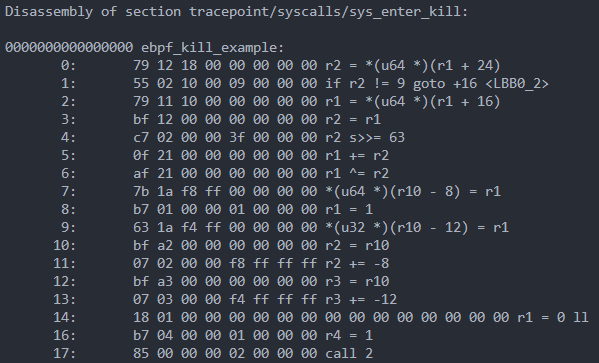 Disassembly of section tracepoint/syscalls/sys_enter_kill:
0000000000000000 ebpf_kill_example:
0: 79 12 18 00 00 00 00 00 r2 = *(u64 *)(r1 + 24)
1: 55 02 10 00 09 00 00 00 if r2 != 9 goto +16 <LBB0_2>
2: 79 11 10 00 00 00 00 00 r1 = *(u64 *)(r1 + 16)
3: bf 12 00 00 00 00 00 00 r2 = r1
4: c7 02 00 00 3f 00 00 00 r2 s>>= 63
5: 0f 21 00 00 00 00 00 00 r1 += r2
6: af 21 00 00 00 00 00 00 r1 ^= r2
7: 7b 1a f8 ff 00 00 00 00 *(u64 *)(r10 - 8) = r1
8: b7 01 00 00 01 00 00 00 r1 = 1
9: 63 1a f4 ff 00 00 00 00 *(u32 *)(r10 - 12) = r1
10: bf a2 00 00 00 00 00 00 r2 = r10
11: 07 02 00 00 f8 ff ff ff r2 += -8
12: bf a3 00 00 00 00 00 00 r3 = r10
13: 07 03 00 00 f4 ff ff ff r3 += -12
14: 18 01 00 00 00 00 00 00 00 00 00 00 00 00 00 00 r1 = 0 ll
16: b7 04 00 00 01 00 00 00 r4 = 1
17: 85 00 00 00 02 00 00 00 call 2